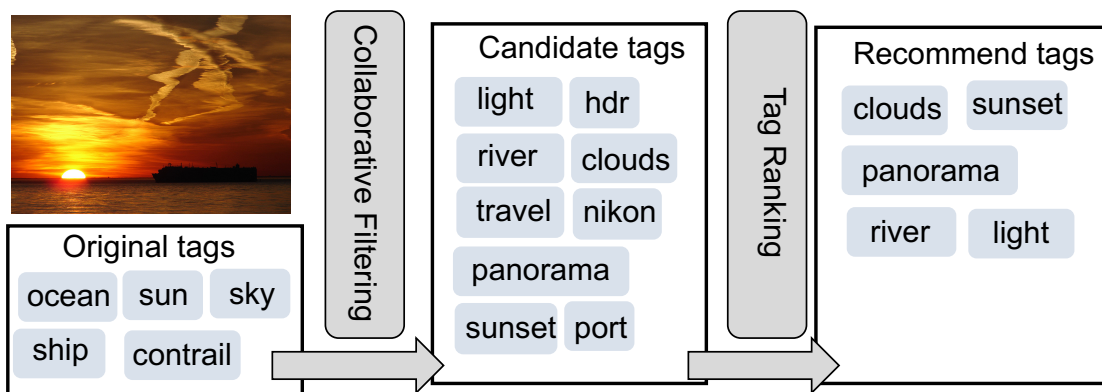 Original tags
ocean sun sky
ship contrail
Collaborative Filtering
Candidate tags
light hdr
river clouds
travel nikon
panorama
sunset port
Tag Ranking
Recommend tags
clouds sunset
panorama
river light